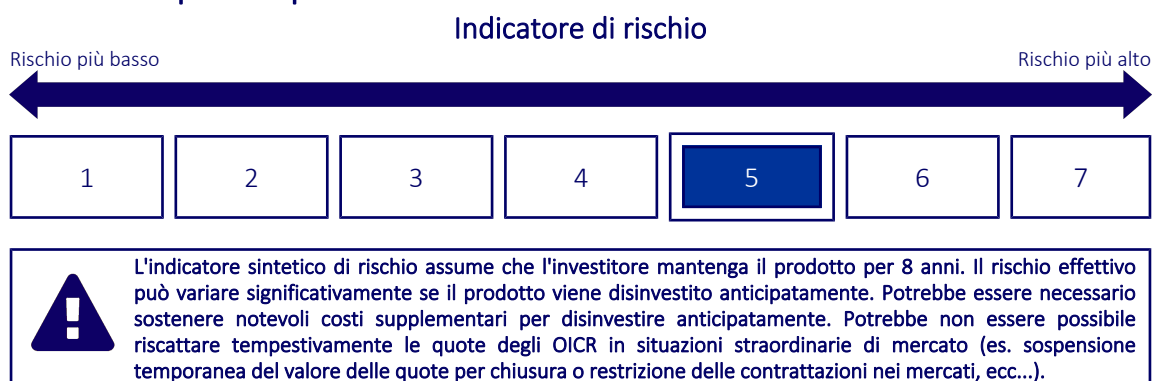 Indicatore di rischio
Rischio più basso
Rischio più alto
1
2
3
4
5
6
7
L'indicatore sintetico di rischio assume che l'investitore mantenga il prodotto per 8 anni. Il rischio effettivo
può variare significativamente se il prodotto viene disinvestito anticipatamente. Potrebbe essere necessario
sostenere notevoli costi supplementari per disinvestire anticipatamente. Potrebbe non essere possibile
riscattare tempestivamente le quote degli OICR in situazioni straordinarie di mercato (es. sospensione
temporanea del valore delle quote per chiusura o restrizione delle contrattazioni nei mercati, ecc...).